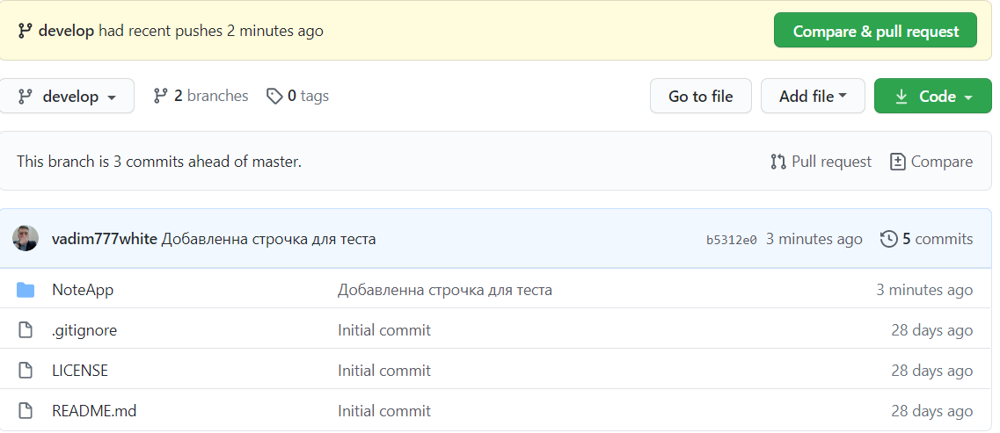 develop had recent pushes 2 minutes ago
Compare & pull request
develop
2 branches
0 tags
Go to file
Add file
Code
This branch is 3 commits ahead of master.
Pull request
Compare
vadim777white Добавленна строчка для теста
b5312e0 3 minutes ago
5 commits
NoteApp Добавленна строчка для теста 3 minutes ago
.gitignore Initial commit 28 days ago
LICENSE Initial commit 28 days ago
README.md Initial commit 28 days ago